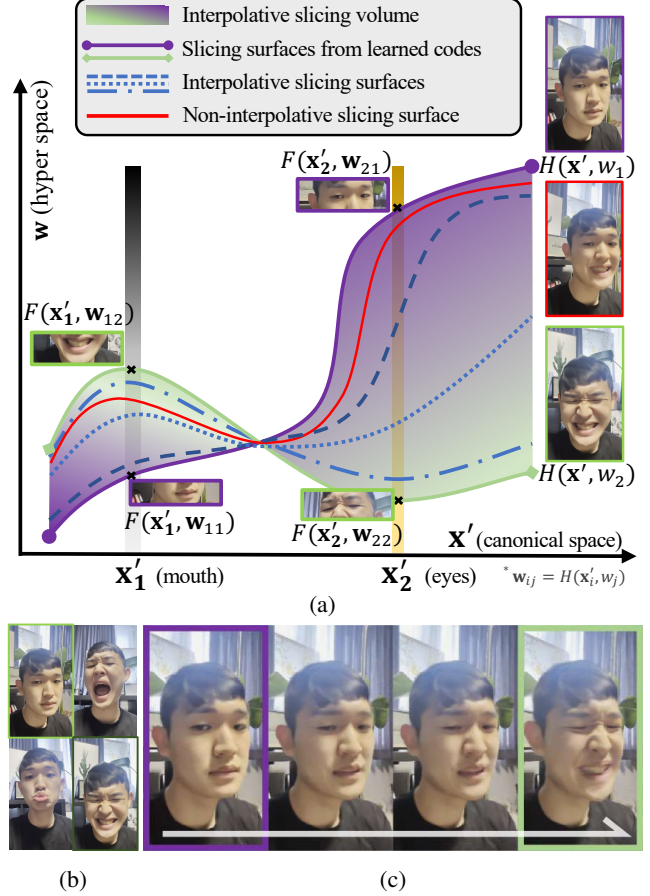 Interpolative slicing volume
Slicing surfaces from learned codes
Interpolative slicing surfaces
Non-interpolative slicing surface
w (hyper space)
F(x′₂, w₂₁)
H(x′, w₁)
F(x′₁, w₁₂)
F(x′₁, w₁₁)
F(x′₂, w₂₂)
H(x′, w₂)
x′ (canonical space)
x′₁ (mouth)
x′₂ (eyes)
* wᵢⱼ = H(x′ᵢ, wⱼ)
(a)
(b)
(c)